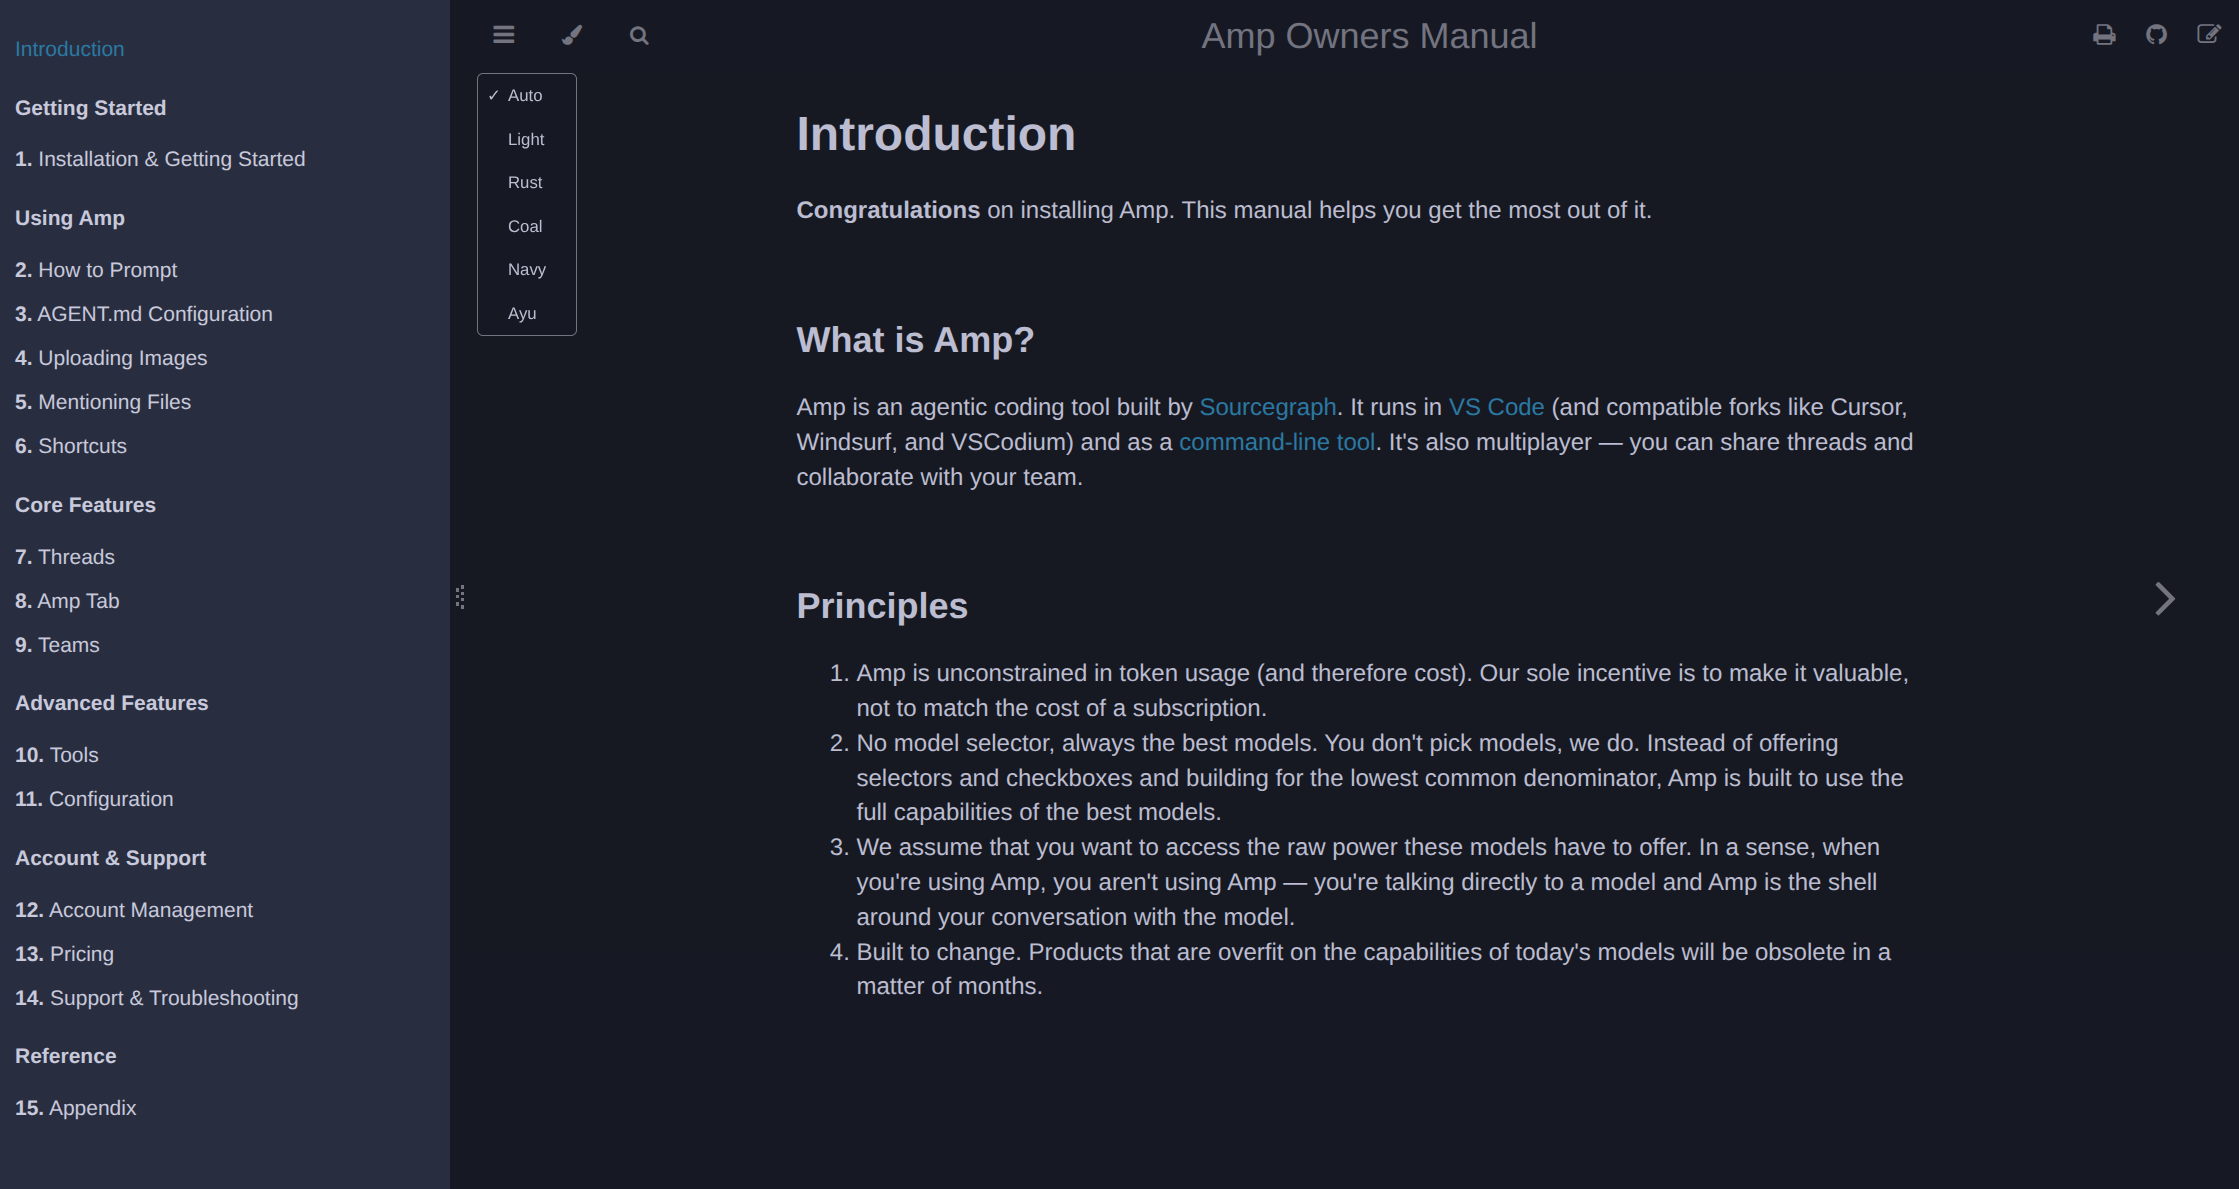 Introduction
Getting Started
1. Installation & Getting Started
Using Amp
2. How to Prompt
3. AGENT.md Configuration
4. Uploading Images
5. Mentioning Files
6. Shortcuts
Core Features
7. Threads
8. Amp Tab
9. Teams
Advanced Features
10. Tools
11. Configuration
Account & Support
12. Account Management
13. Pricing
14. Support & Troubleshooting
Reference
15. Appendix
Amp Owners Manual
✓ Auto
Light
Rust
Coal
Navy
Ayu
Introduction
Congratulations on installing Amp. This manual helps you get the most out of it.
What is Amp?
Amp is an agentic coding tool built by Sourcegraph. It runs in VS Code (and compatible forks like Cursor,
Windsurf, and VSCodium) and as a command-line tool. It's also multiplayer — you can share threads and
collaborate with your team.
Principles
1. Amp is unconstrained in token usage (and therefore cost). Our sole incentive is to make it valuable,
not to match the cost of a subscription.
2. No model selector, always the best models. You don't pick models, we do. Instead of offering
selectors and checkboxes and building for the lowest common denominator, Amp is built to use the
full capabilities of the best models.
3. We assume that you want to access the raw power these models have to offer. In a sense, when
you're using Amp, you aren't using Amp — you're talking directly to a model and Amp is the shell
around your conversation with the model.
4. Built to change. Products that are overfit on the capabilities of today's models will be obsolete in a
matter of months.